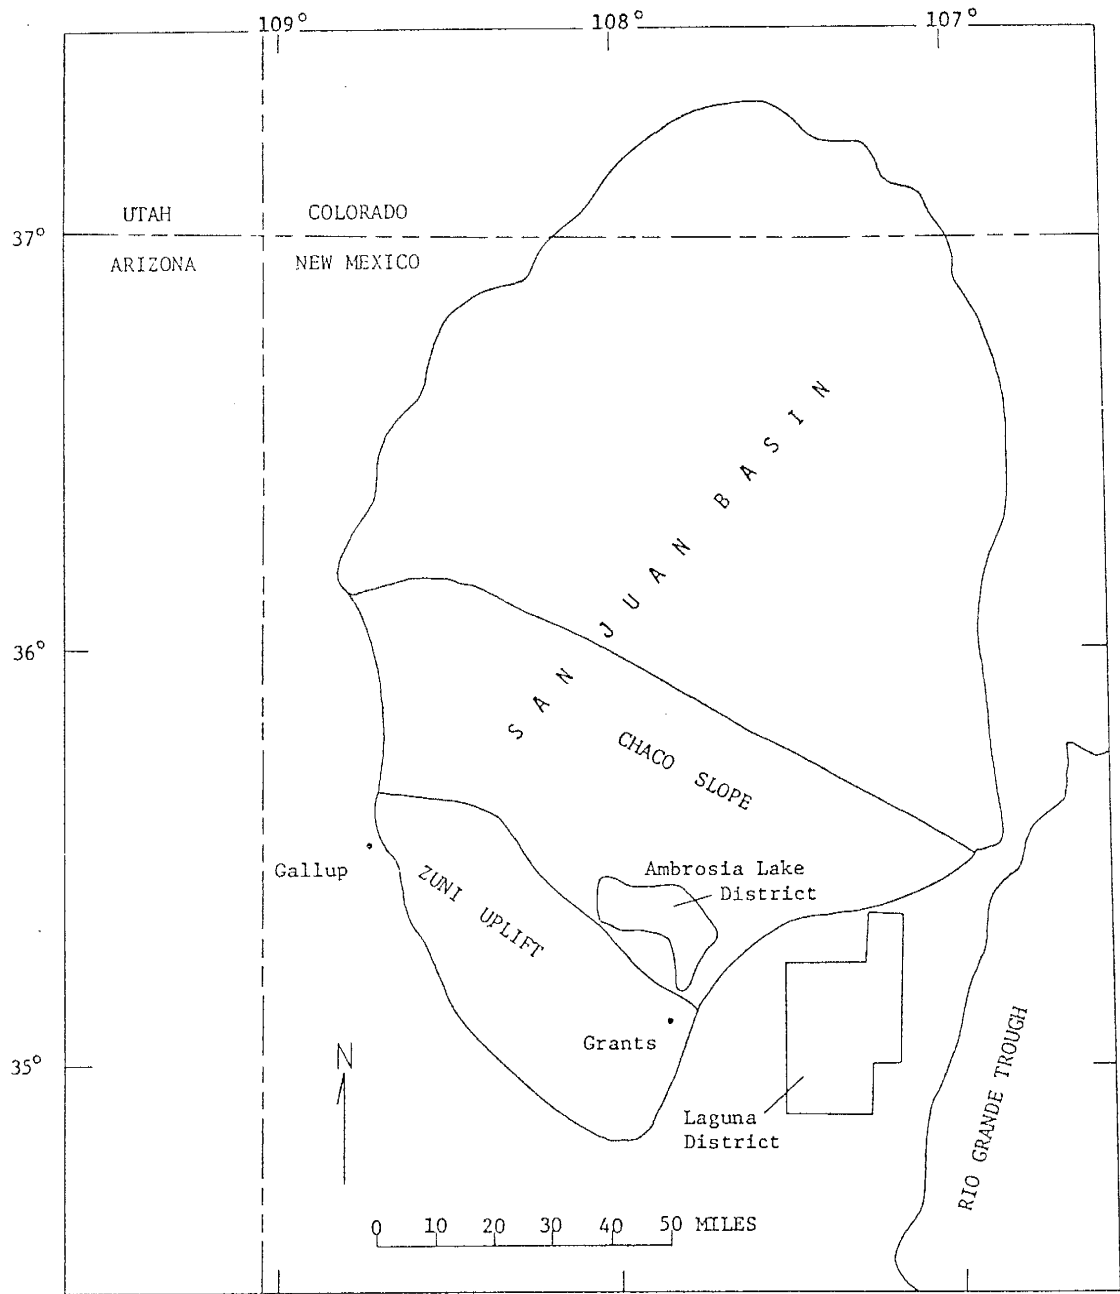 109° 108° 107°
UTAH COLORADO
37°
ARIZONA NEW MEXICO
SAN JUAN BASIN
36°
CHACO SLOPE
Gallup
ZUNI UPLIFT
Ambrosia Lake
District
Grants
35°
N
Laguna
District
RIO GRANDE TROUGH
0 10 20 30 40 50 MILES